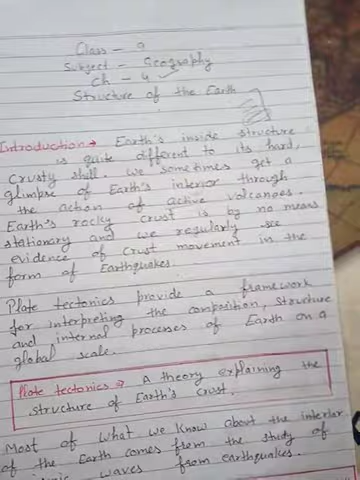 Class - 9
Subject - Geography
Ch - 4
Structure of the Earth
Introduction → Earth's inside structure
is quite different to its hard,
Crusty shell. We sometimes get a
glimpse of Earth's interior through
the action of active volcanoes.
Earth's rocky crust is by no means
stationary and we regularly see
evidence of crust movement in the
form of Earthquakes.
Plate tectonics provide a framework
for interpreting the composition, structure
and internal processes of Earth on a
global scale.
Plate tectonics → A theory explaining the
structure of Earth's crust.
Most of what we know about the interior
of the Earth comes from the study of
waves from earthquakes.